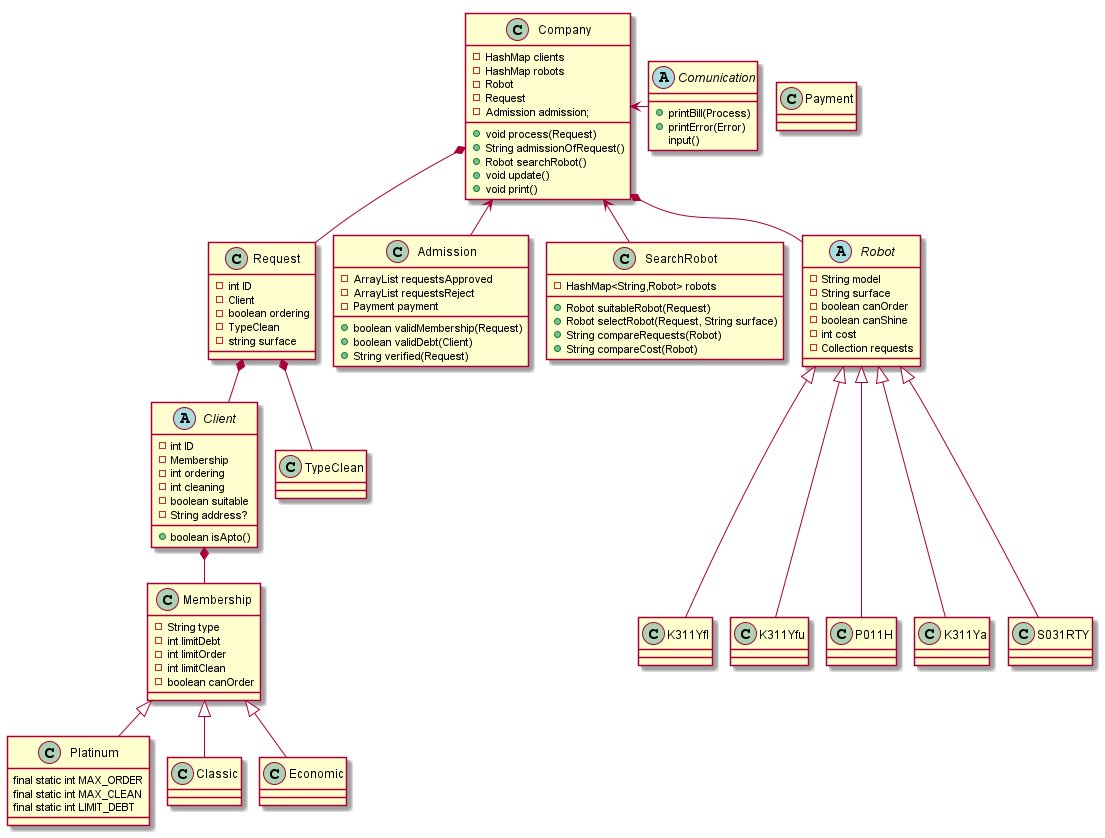 C Company
HashMap clients
HashMap robots
Robot
Request
Admission admission;
void process(Request)
String admissionOfRequest()
Robot searchRobot()
void update()
void print()
A Comunication
printBill(Process)
printError(Error)
input()
C Payment
C Request
int ID
Client
boolean ordering
TypeClean
string surface
C Admission
ArrayList requestsApproved
ArrayList requestsReject
Payment payment
boolean validMembership(Request)
boolean validDebt(Client)
String verified(Request)
C SearchRobot
HashMap<String,Robot> robots
Robot suitableRobot(Request)
Robot selectRobot(Request, String surface)
String compareRequests(Robot)
String compareCost(Robot)
A Robot
String model
String surface
boolean canOrder
boolean canShine
int cost
Collection requests
A Client
int ID
Membership
int ordering
int cleaning
boolean suitable
String address?
boolean isApto()
C TypeClean
C Membership
String type
int limitDebt
int limitOrder
int limitClean
boolean canOrder
C K311Yfl
C K311Yfu
C P011H
C K311Ya
C S031RTY
C Platinum
final static int MAX_ORDER
final static int MAX_CLEAN
final static int LIMIT_DEBT
C Classic
C Economic